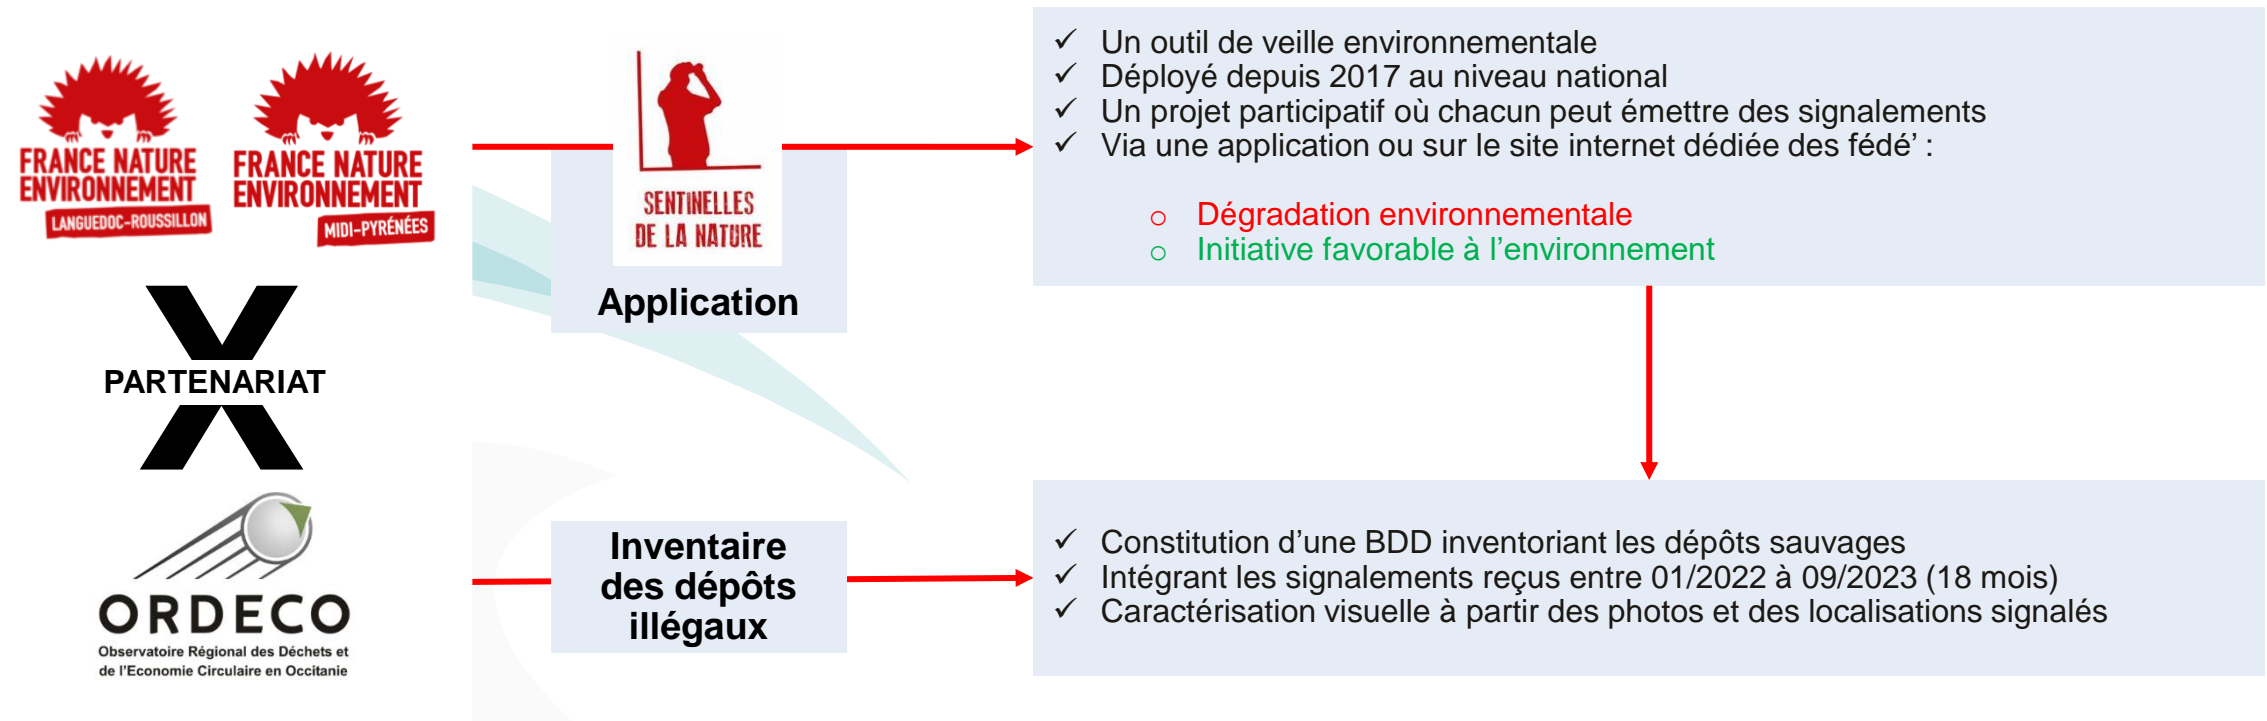 FRANCE NATURE
ENVIRONNEMENT
LANGUEDOC-ROUSSILLON
FRANCE NATURE
ENVIRONNEMENT
MIDI-PYRÉNÉES
PARTENARIAT
ORDECO
Observatoire Régional des Déchets et
de l'Economie Circulaire en Occitanie
SENTINELLES
DE LA NATURE
Application
✓ Un outil de veille environnementale
✓ Déployé depuis 2017 au niveau national
✓ Un projet participatif où chacun peut émettre des signalements
✓ Via une application ou sur le site internet dédiée des fédé’ :
o Dégradation environnementale
o Initiative favorable à l’environnement
Inventaire
des dépôts
illégaux
✓ Constitution d’une BDD inventoriant les dépôts sauvages
✓ Intégrant les signalements reçus entre 01/2022 à 09/2023 (18 mois)
✓ Caractérisation visuelle à partir des photos et des localisations signalés